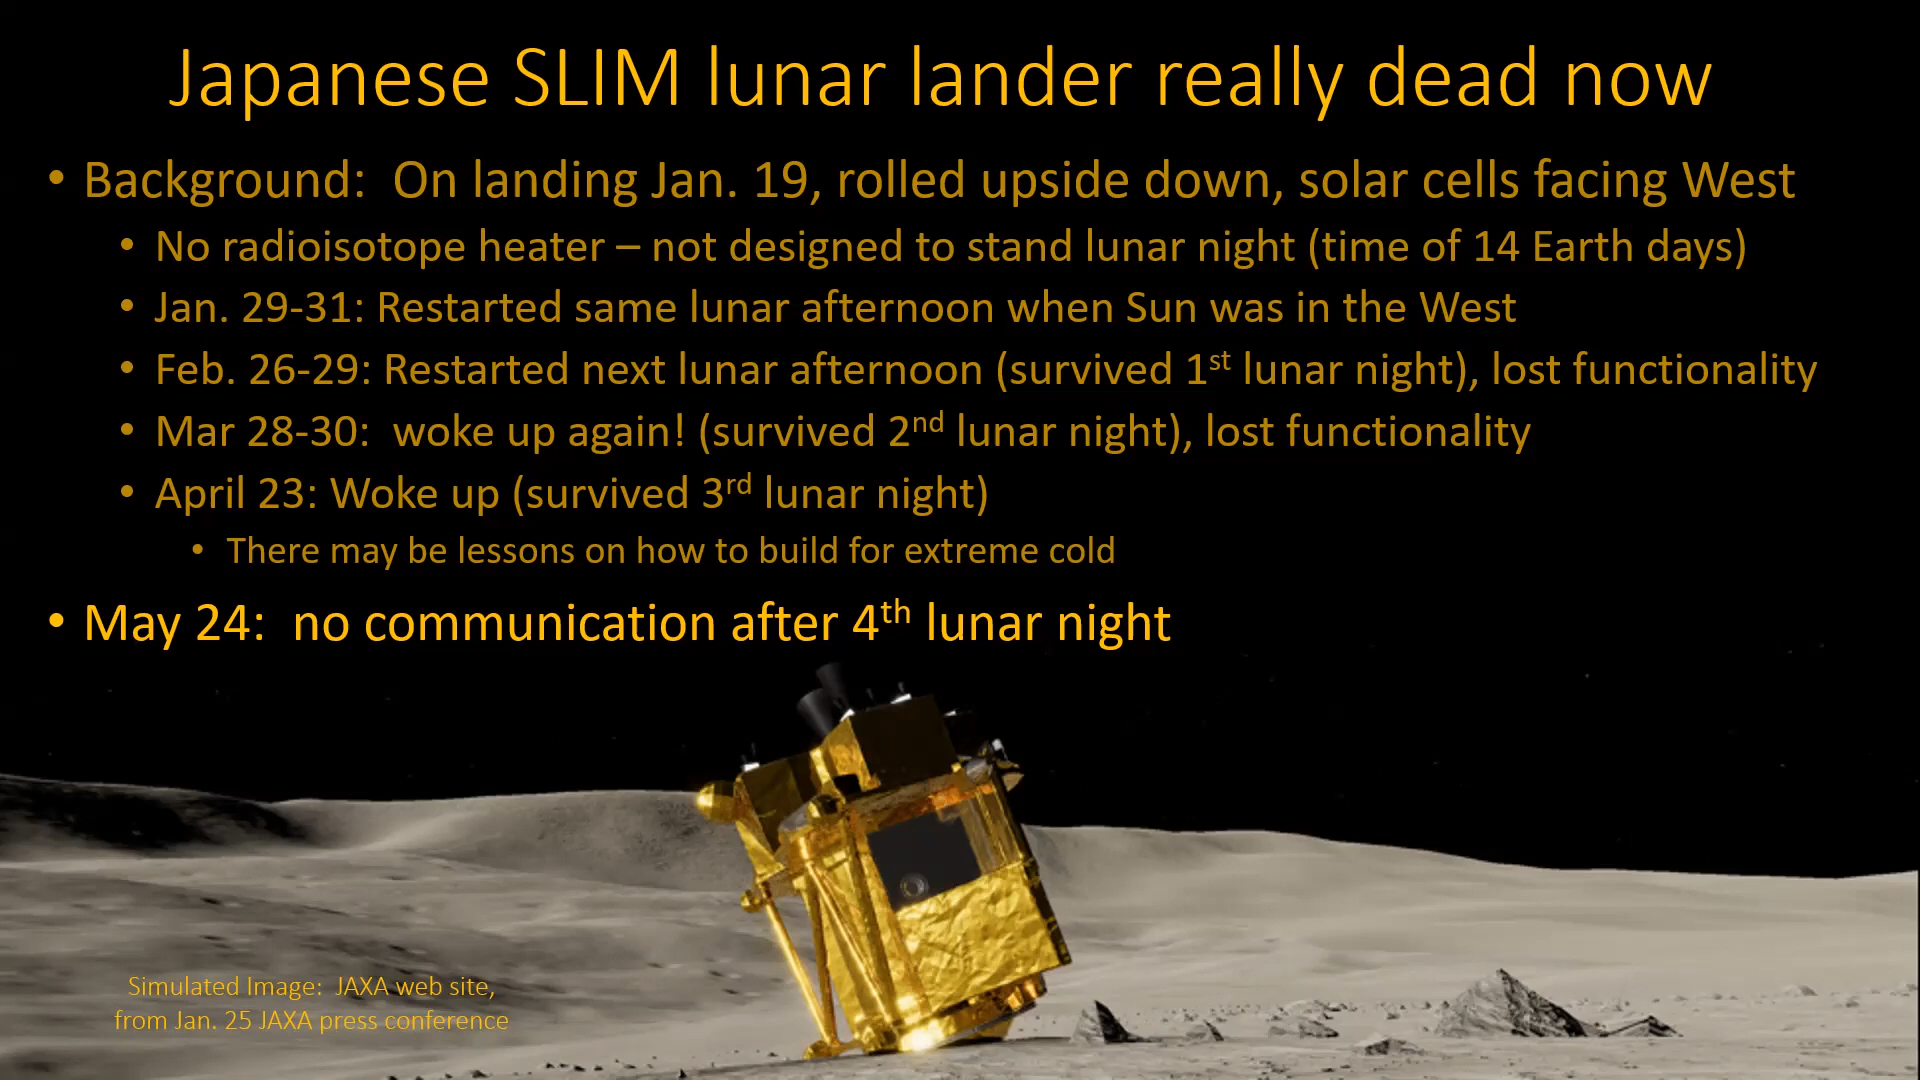 Japanese SLIM lunar lander really dead now
• Background:  On landing Jan. 19, rolled upside down, solar cells facing West
• No radioisotope heater – not designed to stand lunar night (time of 14 Earth days)
• Jan. 29-31: Restarted same lunar afternoon when Sun was in the West
• Feb. 26-29: Restarted next lunar afternoon (survived 1st lunar night), lost functionality
• Mar 28-30:  woke up again! (survived 2nd lunar night), lost functionality
• April 23: Woke up (survived 3rd lunar night)
• There may be lessons on how to build for extreme cold
• May 24:  no communication after 4th lunar night
Simulated Image:  JAXA web site,
from Jan. 25 JAXA press conference